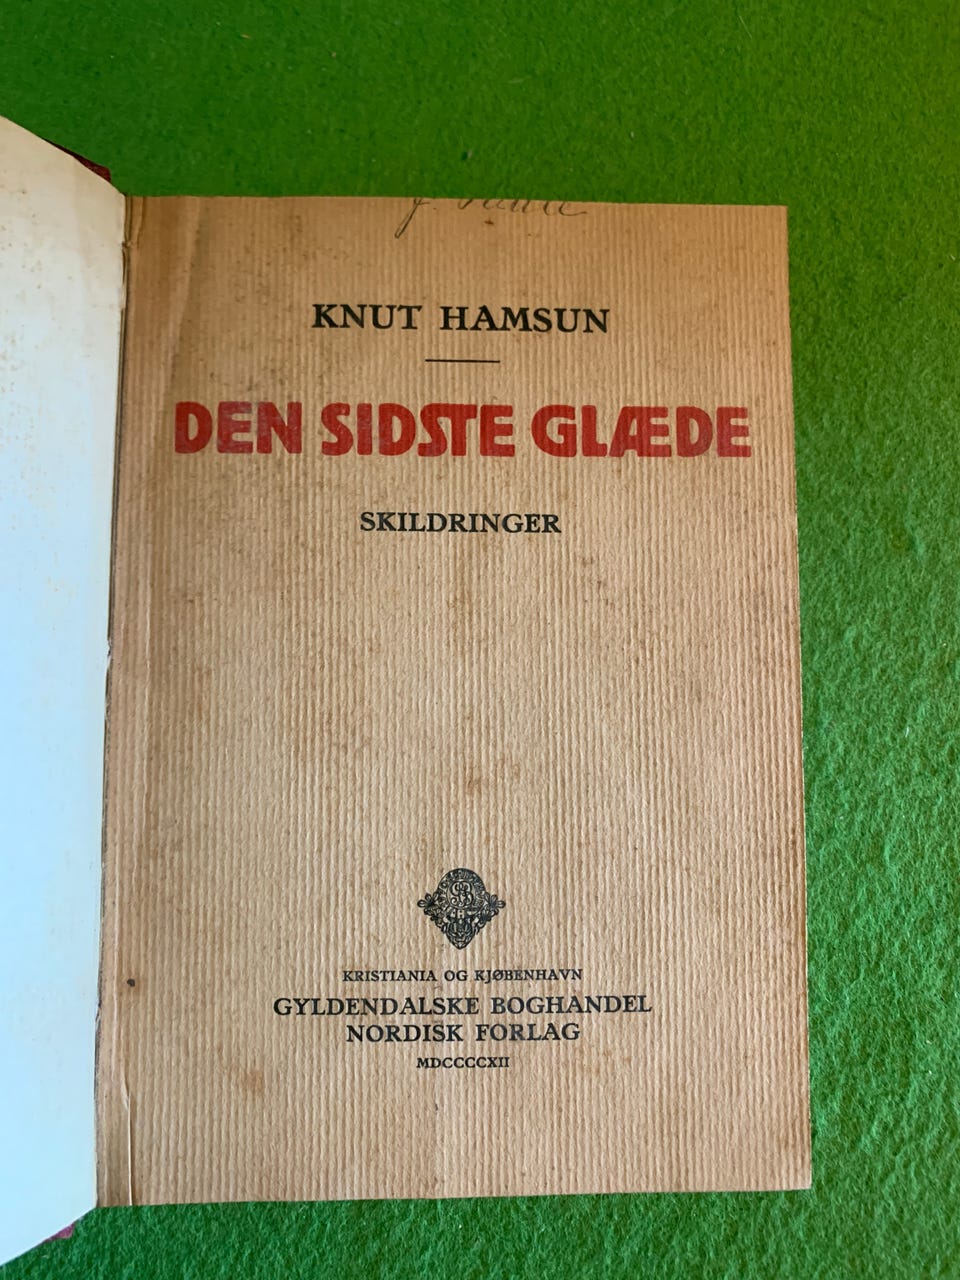 KNUT HAMSUN
DEN SIDSTE GLÆDE
SKILDRINGER
KRISTIANIA OG KJØBENHAVN
GYLDENDALSKE BOGHANDEL
NORDISK FORLAG
MDCCCCXII